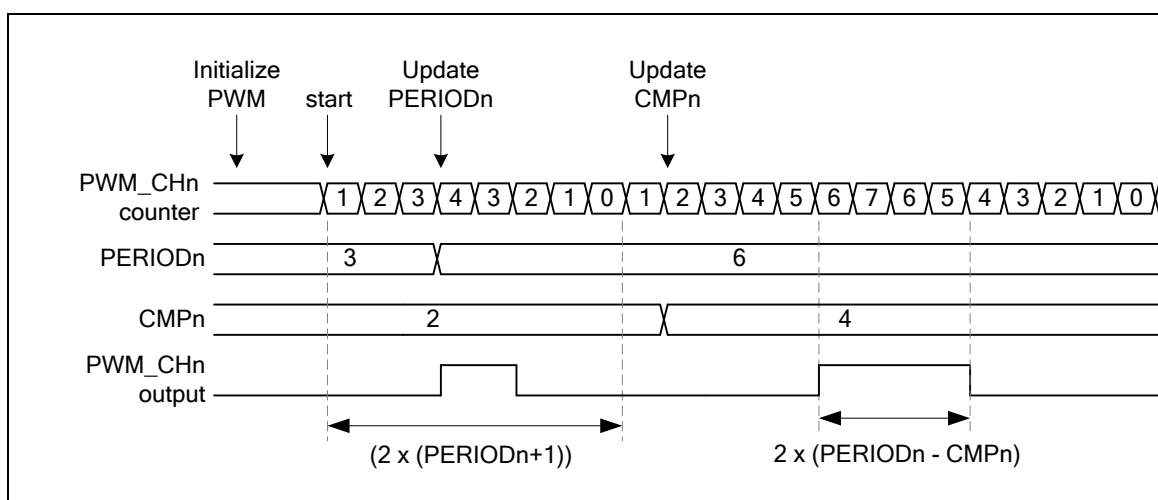 Initialize
PWM
start
Update
PERIODn
Update
CMPn
PWM_CHn
counter
1 2 3 4 3 2 1 0 1 2 3 4 5 6 7 6 5 4 3 2 1 0
PERIODn
3 6
CMPn
2 4
PWM_CHn
output
(2 x (PERIODn+1))
2 x (PERIODn - CMPn)